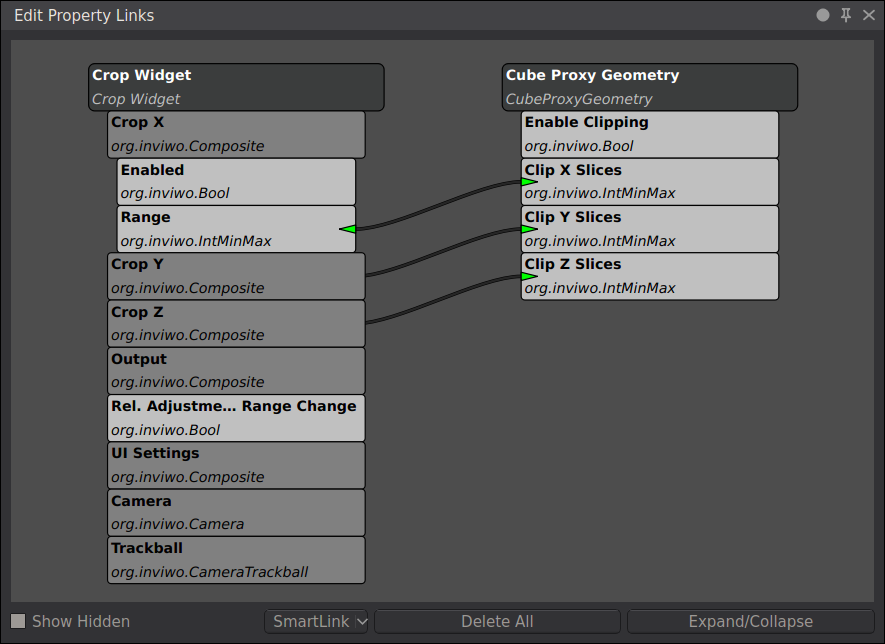 Edit Property Links
Crop Widget
Crop Widget
Crop X
org.inviwo.Composite
Enabled
org.inviwo.Bool
Range
org.inviwo.IntMinMax
Crop Y
org.inviwo.Composite
Crop Z
org.inviwo.Composite
Output
org.inviwo.Composite
Rel. Adjustme... Range Change
org.inviwo.Bool
UI Settings
org.inviwo.Composite
Camera
org.inviwo.Camera
Trackball
org.inviwo.CameraTrackball
Cube Proxy Geometry
CubeProxyGeometry
Enable Clipping
org.inviwo.Bool
Clip X Slices
org.inviwo.IntMinMax
Clip Y Slices
org.inviwo.IntMinMax
Clip Z Slices
org.inviwo.IntMinMax
Show Hidden
SmartLink
Delete All
Expand/Collapse